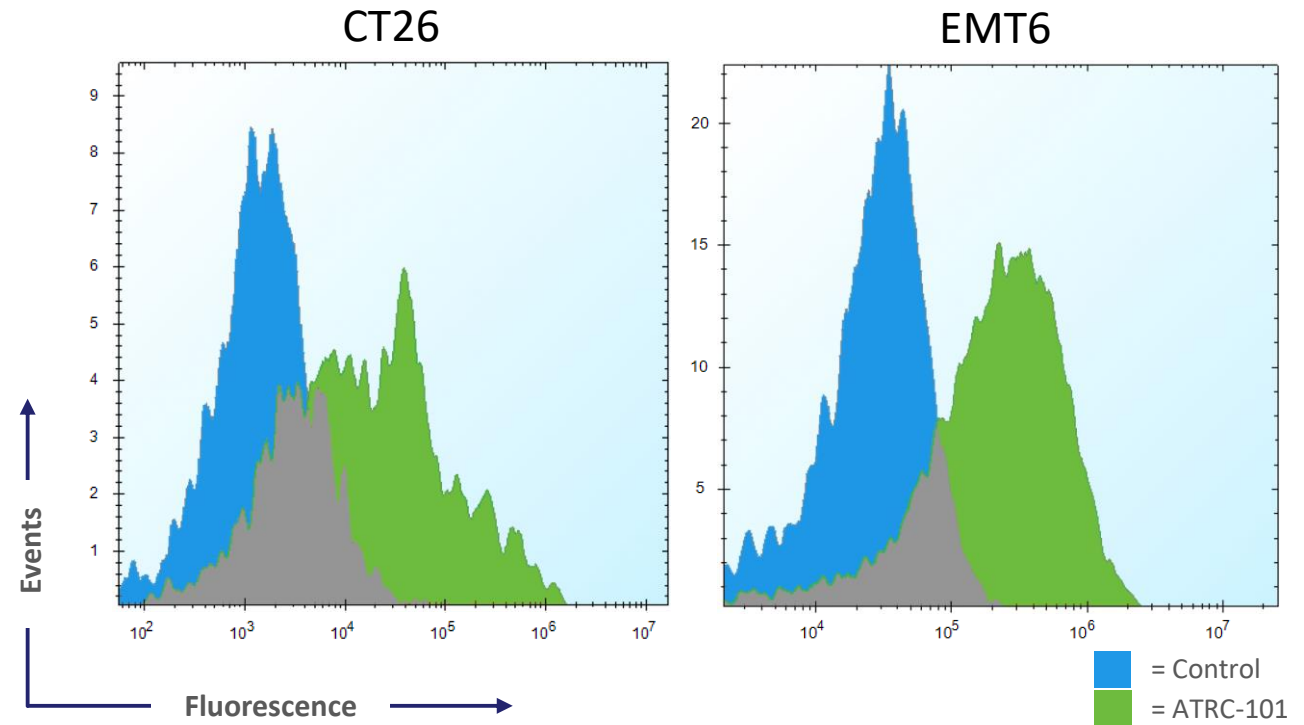 CT26
EMT6
9
8
7
6
5
4
3
2
1
10² 10³ 10⁴ 10⁵ 10⁶ 10⁷
20
15
10
5
10⁴ 10⁵ 10⁶ 10⁷
Events
Fluorescence
= Control
= ATRC-101